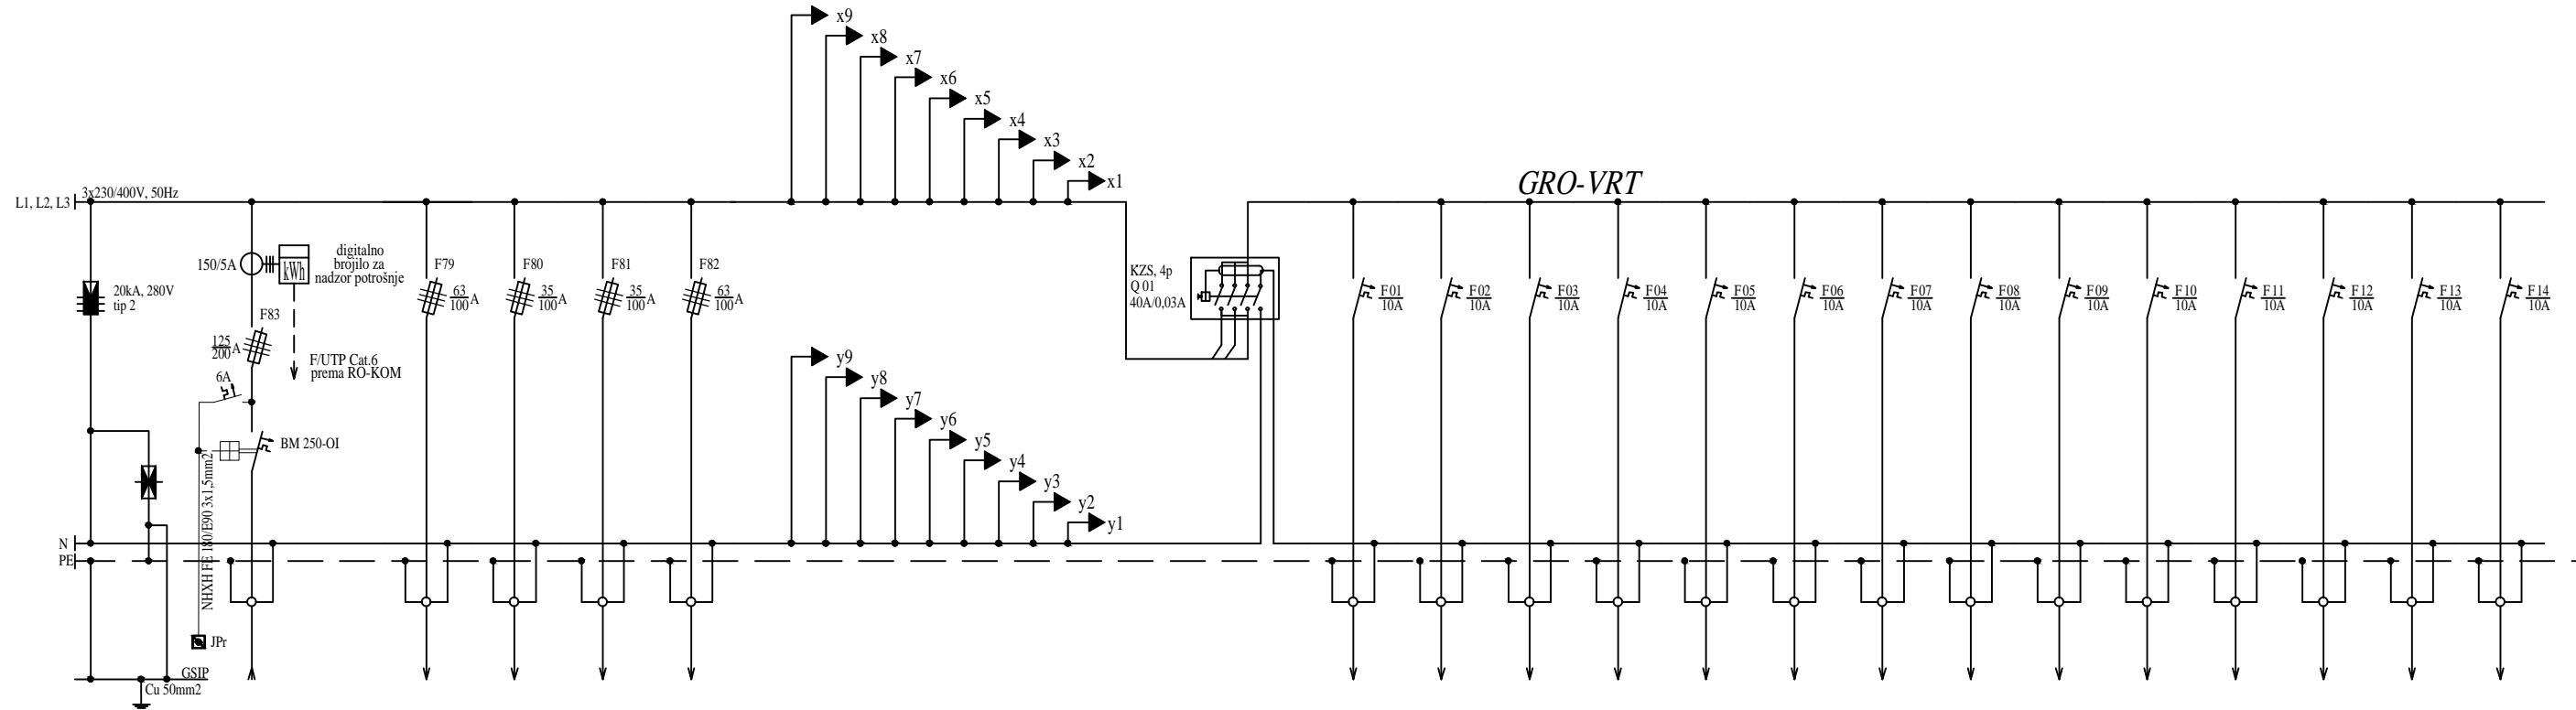 x9
x8
x7
x6
x5
x4
x3
x2
x1
GRO-VRT
3x230/400V, 50Hz
L1, L2, L3
150/5A
kWh
digitalno
brojilo za
nadzor potrošnje
20kA, 280V
tip 2
F83
125
200 A
F/UTP Cat.6
prema RO-KOM
6A
BM 250-OI
NHXH FE 180/E90 3x1,5mm2
JPr
GSIP
Cu 50mm2
F79
63
100 A
F80
35
100 A
F81
35
100 A
F82
63
100 A
y9
y8
y7
y6
y5
y4
y3
y2
y1
KZS, 4p
Q 01
40A/0,03A
F01
10A
F02
10A
F03
10A
F04
10A
F05
10A
F06
10A
F07
10A
F08
10A
F09
10A
F10
10A
F11
10A
F12
10A
F13
10A
F14
10A
N
PE